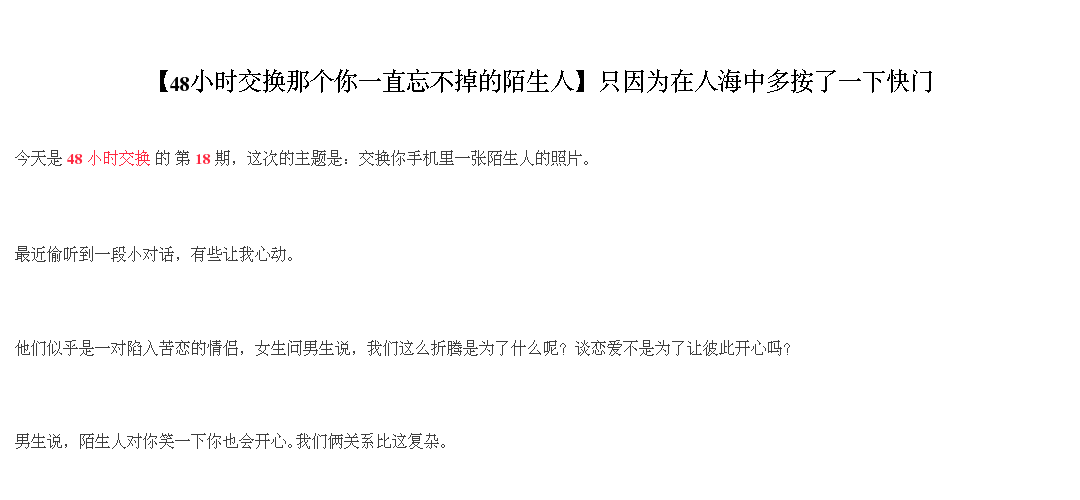 【48小时交换那个你一直忘不掉的陌生人】只因为在人海中多按了一下快门
今天是 48 小时交换 的 第 18 期，这次的主题是：交换你手机里一张陌生人的照片。
最近偷听到一段小对话，有些让我心动。
他们似乎是一对陷入苦恋的情侣，女生问男生说，我们这么折腾是为了什么呢？谈恋爱不是为了让彼此开心吗？
男生说，陌生人对你笑一下你也会开心。我们俩关系比这复杂。